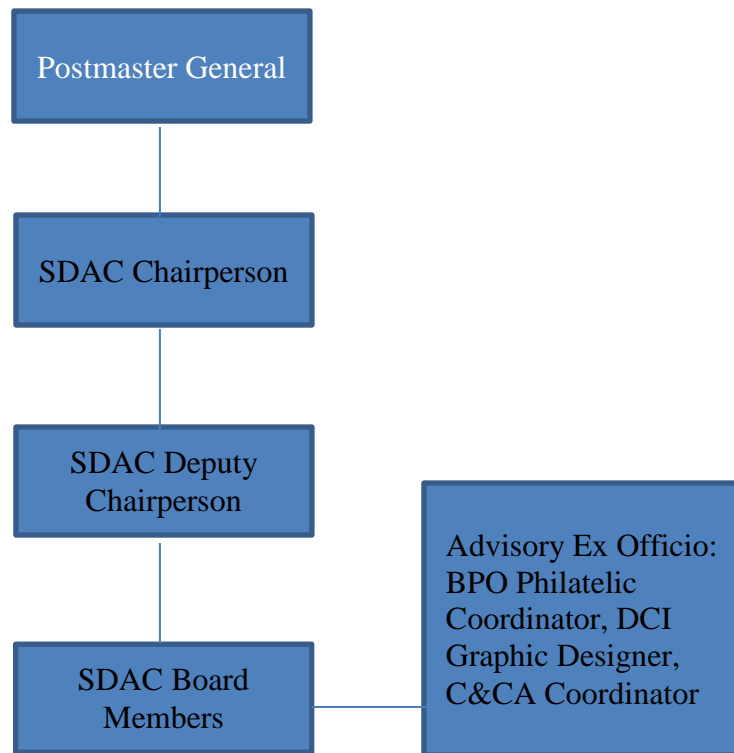 Postmaster General
SDAC Chairperson
SDAC Deputy
Chairperson
SDAC Board
Members
Advisory Ex Officio:
BPO Philatelic
Coordinator, DCI
Graphic Designer,
C&CA Coordinator